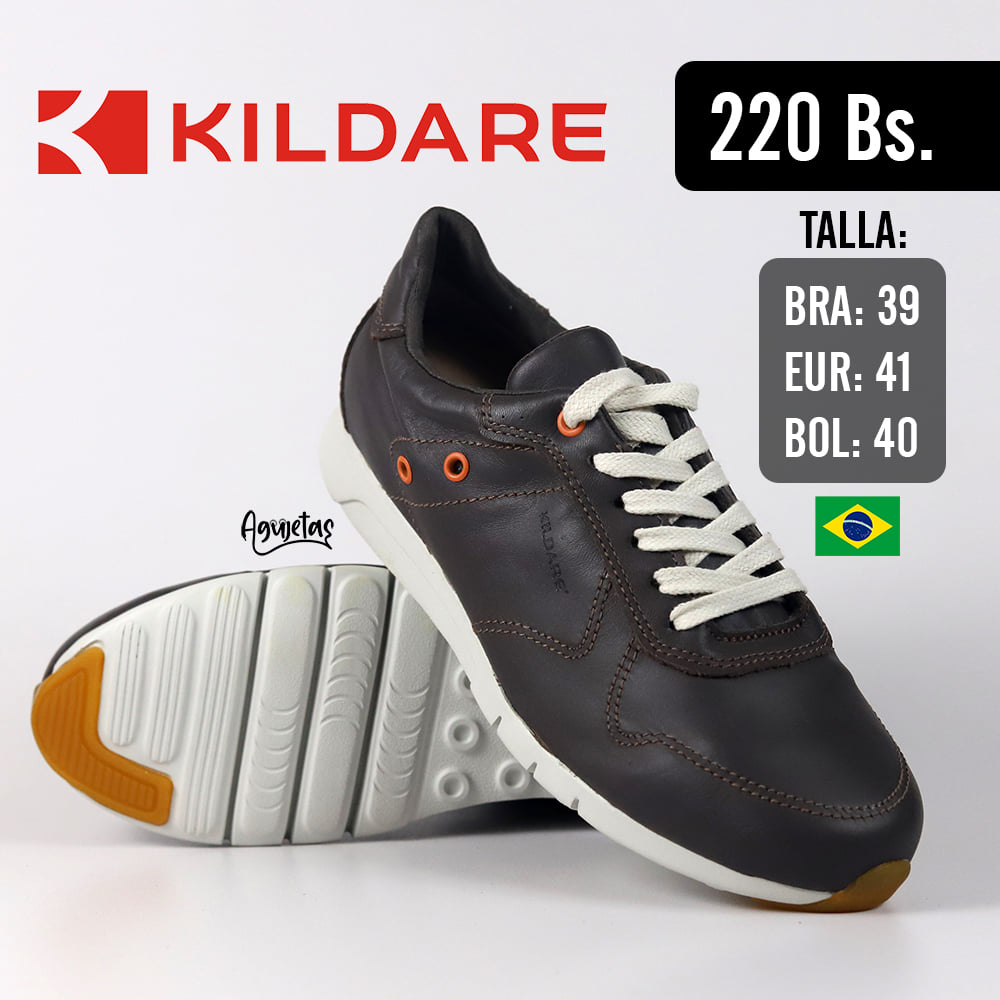 KILDARE
220 Bs.
TALLA:
BRA: 39
EUR: 41
BOL: 40
Agujetas
KILDARE